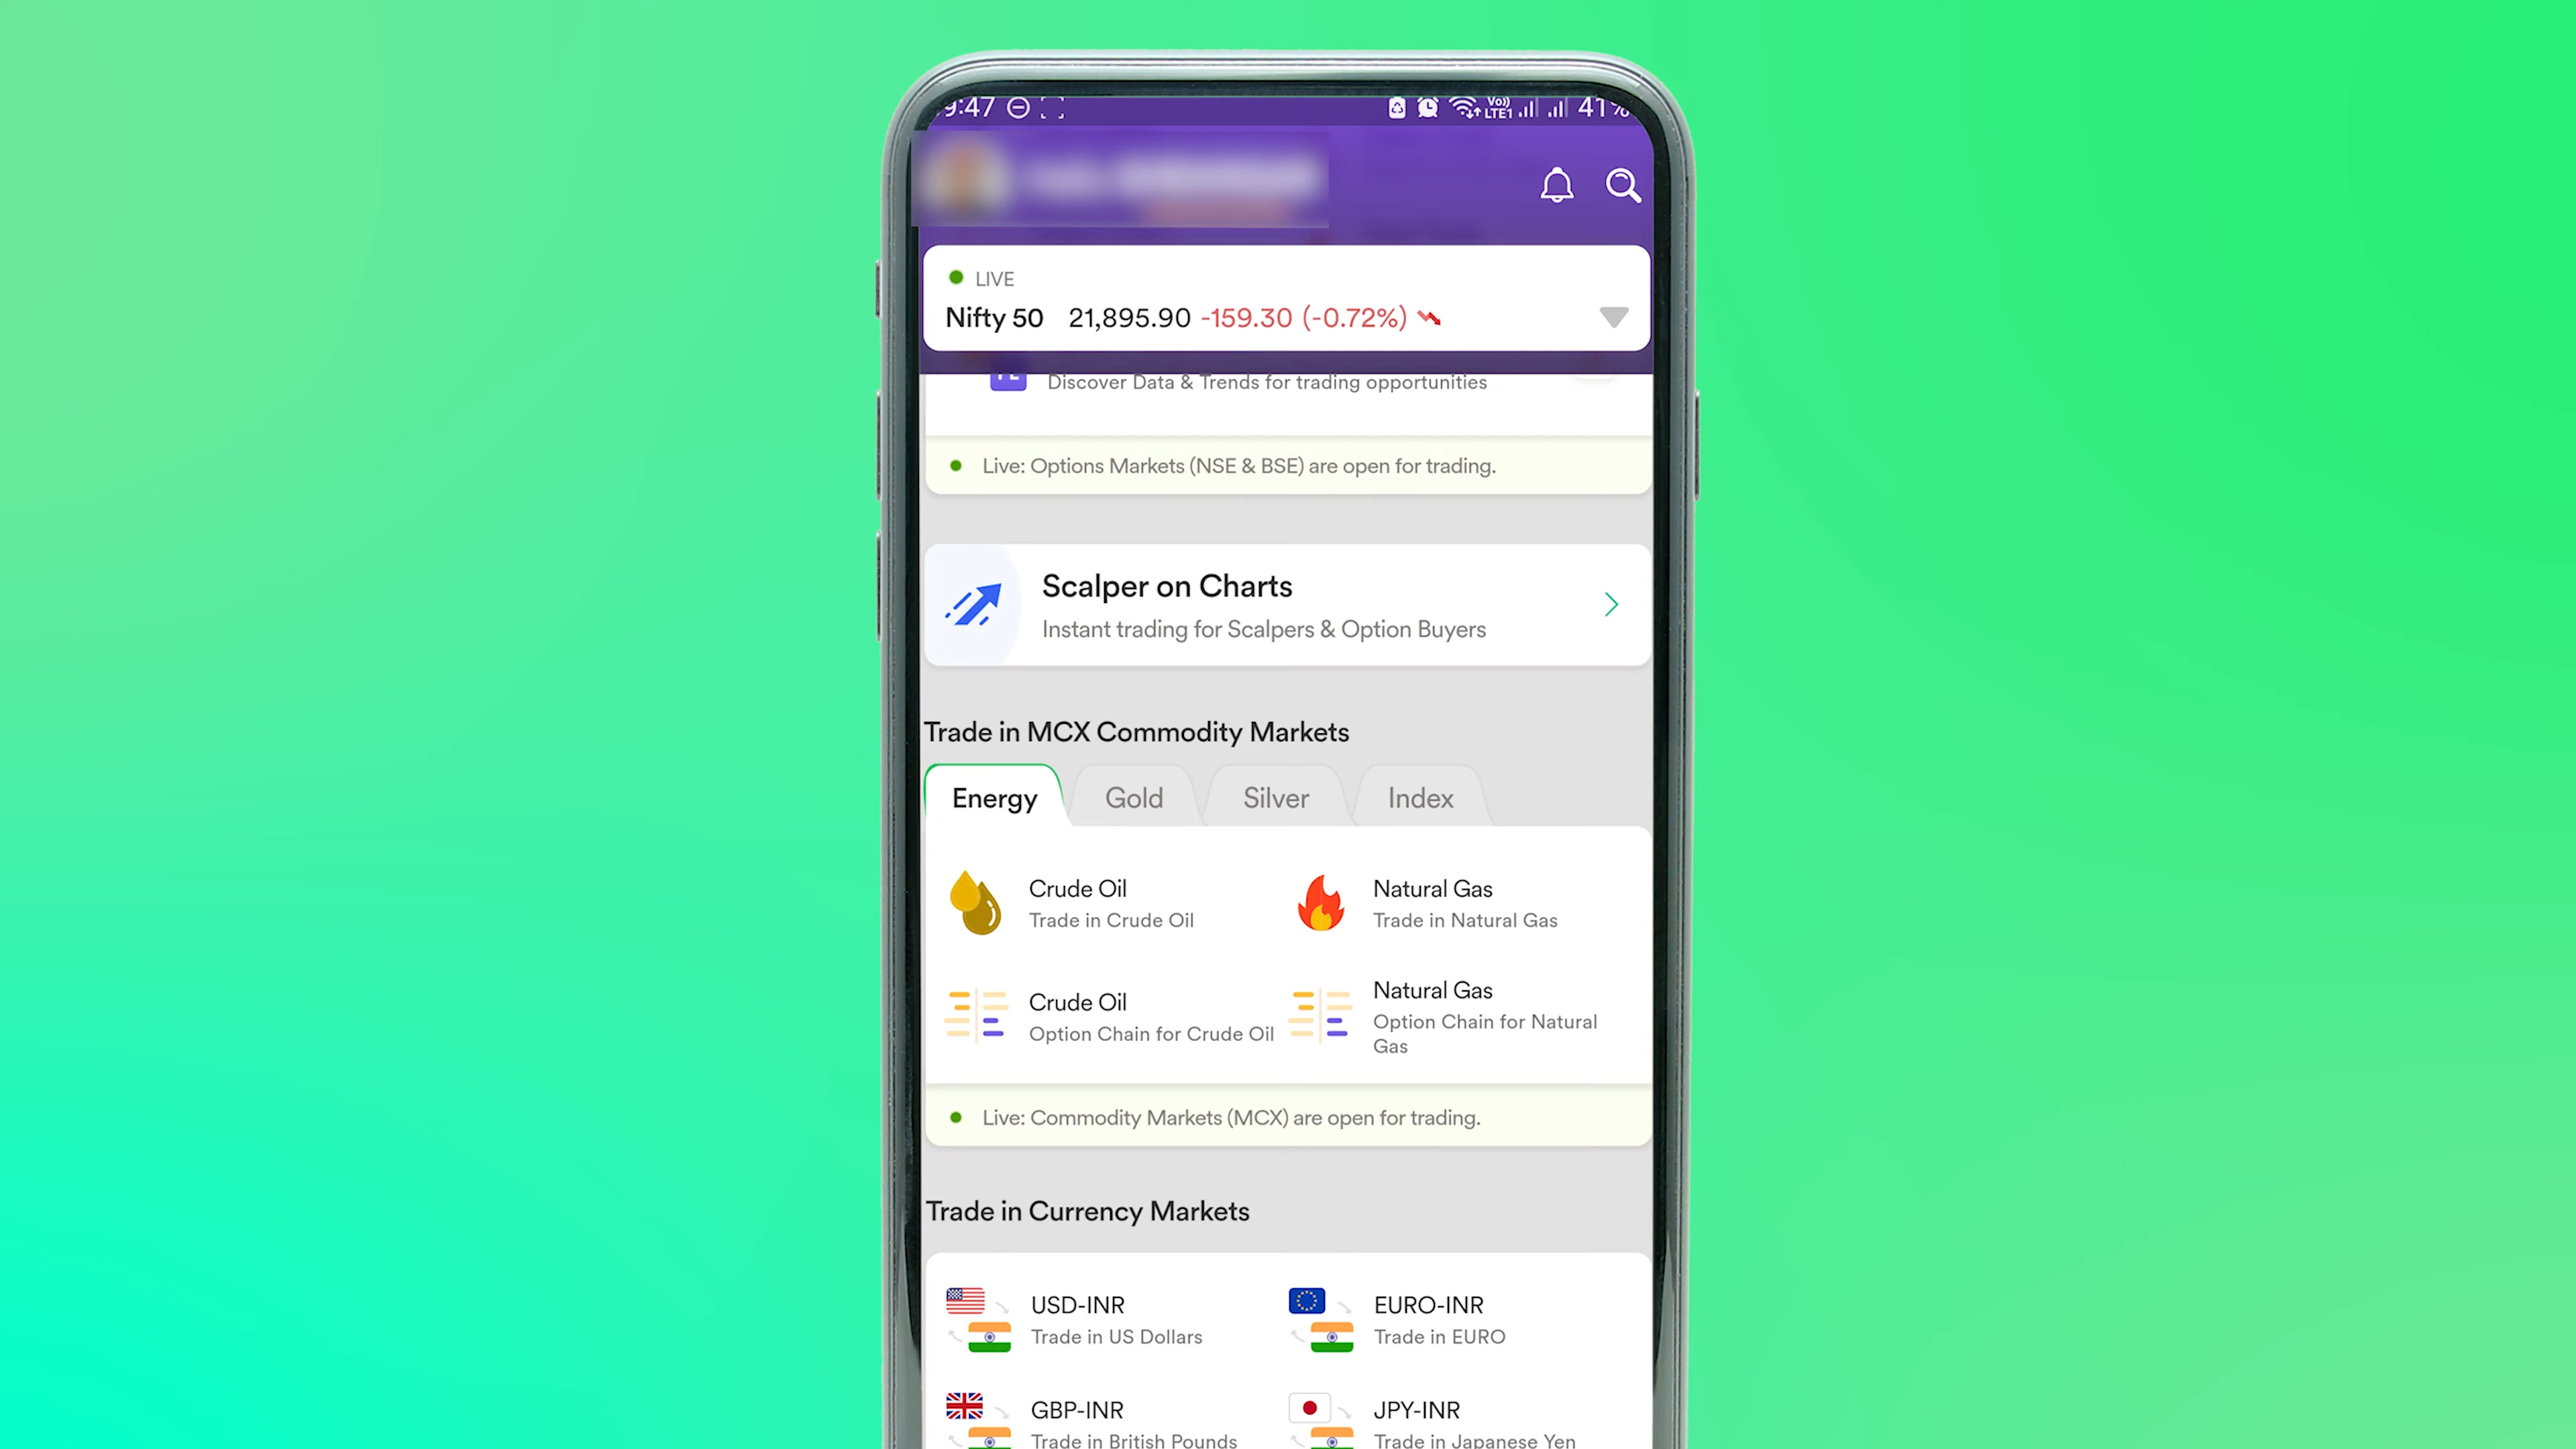 9:47 Vo)) LTE1 41%
LIVE
Nifty 50 21,895.90 -159.30 (-0.72%)
Discover Data & Trends for trading opportunities
Live: Options Markets (NSE & BSE) are open for trading.
Scalper on Charts
Instant trading for Scalpers & Option Buyers
Trade in MCX Commodity Markets
Energy Gold Silver Index
Crude Oil
Trade in Crude Oil
Natural Gas
Trade in Natural Gas
Crude Oil
Option Chain for Crude Oil
Natural Gas
Option Chain for Natural
Gas
Live: Commodity Markets (MCX) are open for trading.
Trade in Currency Markets
USD-INR
Trade in US Dollars
EURO-INR
Trade in EURO
GBP-INR
Trade in British Pounds
JPY-INR
Trade in Japanese Yen